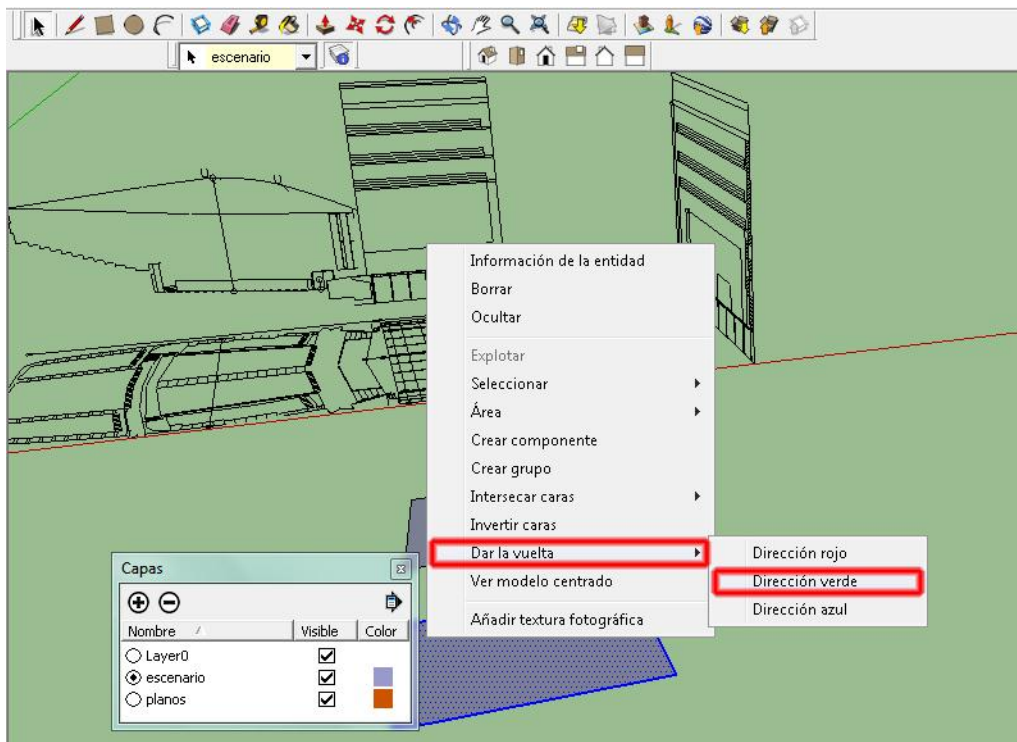 escenario
Información de la entidad
Borrar
Ocultar
Explotar
Seleccionar
Área
Crear componente
Crear grupo
Intersecar caras
Invertir caras
Dar la vuelta
Ver modelo centrado
Añadir textura fotográfica
Dirección rojo
Dirección verde
Dirección azul
Capas
Nombre Visible Color
Layer0
escenario
planos